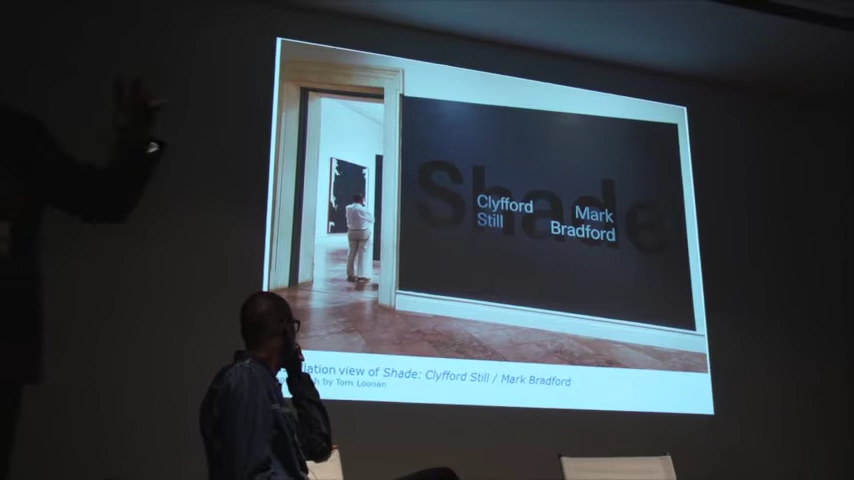 Shade
Clyfford Still
Mark Bradford
lation view of Shade: Clyfford Still / Mark Bradford
by Tom Loonan